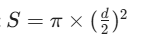 S = π × (d/2)²